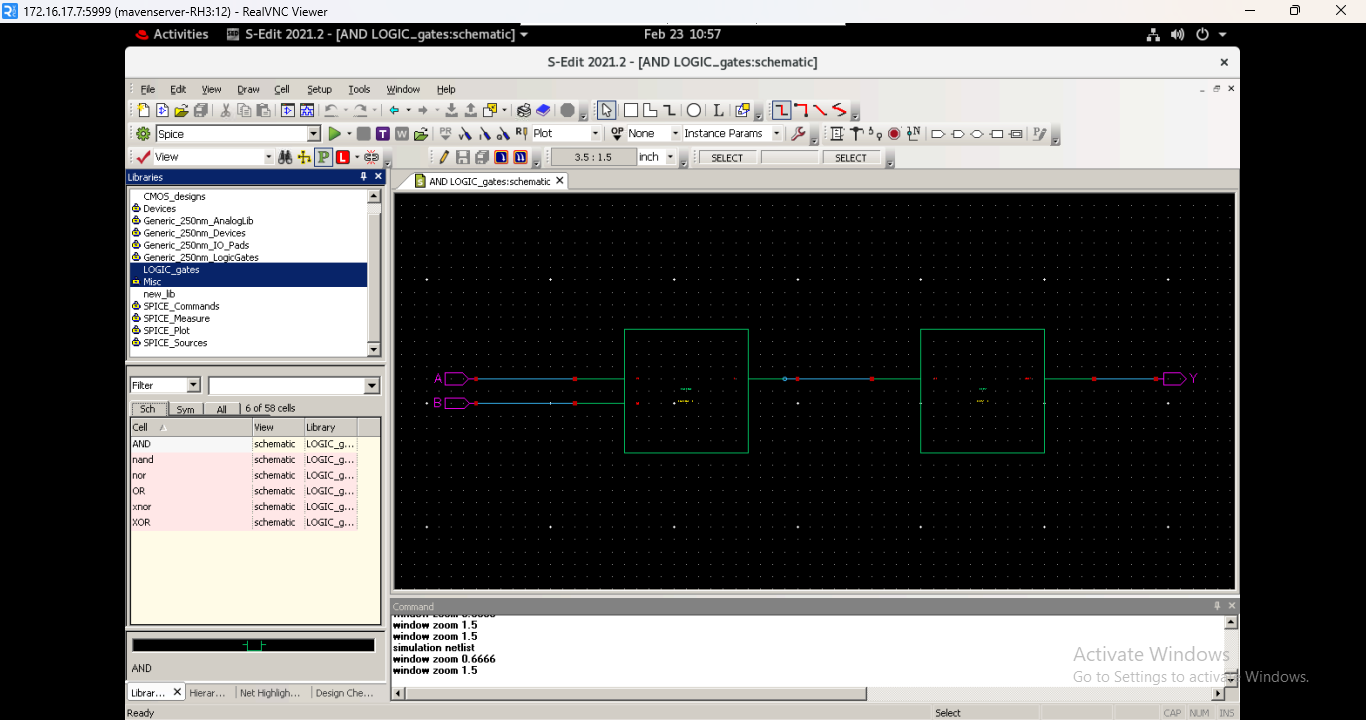 172.16.17.7:5999 (mavenserver-RH3:12) - RealVNC Viewer
Activities S-Edit 2021.2 - [AND LOGIC_gates:schematic] Feb 23 10:57
S-Edit 2021.2 - [AND LOGIC_gates:schematic]
File Edit View Draw Cell Setup Tools Window Help
L
Spice T W PR R Plot OP None Instance Params N
View P L 3.5 : 1.5 inch SELECT SELECT
Libraries
AND LOGIC_gates:schematic
CMOS_designs
Devices
Generic_250nm_AnalogLib
Generic_250nm_Devices
Generic_250nm_IO_Pads
Generic_250nm_LogicGates
LOGIC_gates
Misc
new_lib
SPICE_Commands
SPICE_Measure
SPICE_Plot
SPICE_Sources
Filter
Sch Sym All 6 of 58 cells
Cell View Library
AND schematic LOGIC_g...
nand schematic LOGIC_g...
nor schematic LOGIC_g...
OR schematic LOGIC_g...
xnor schematic LOGIC_g...
XOR schematic LOGIC_g...
AND
Librar... Hierar... Net Highligh... Design Che...
A
B
Y
Command
window zoom 1.5
window zoom 1.5
simulation netlist
window zoom 0.6666
window zoom 1.5
Activate Windows
Go to Settings to activate Windows.
Ready Select CAP NUM INS